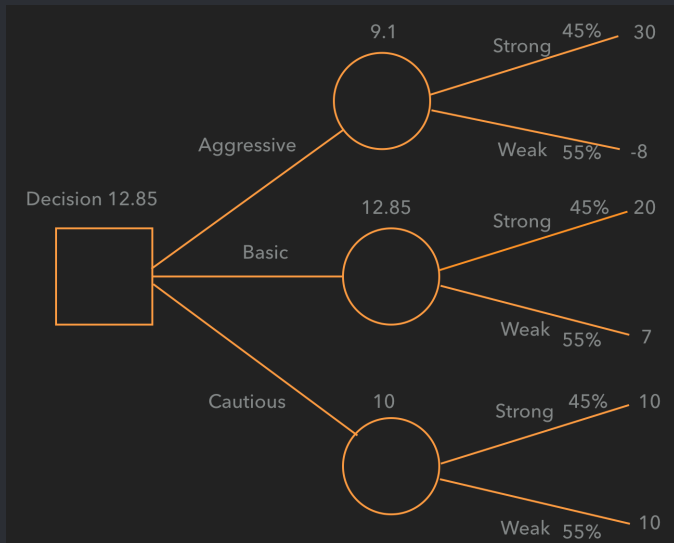 9.1
Strong 45% 30
Aggressive
Weak 55% -8
Decision 12.85
12.85
Strong 45% 20
Basic
Weak 55% 7
10
Cautious
Strong 45% 10
Weak 55% 10